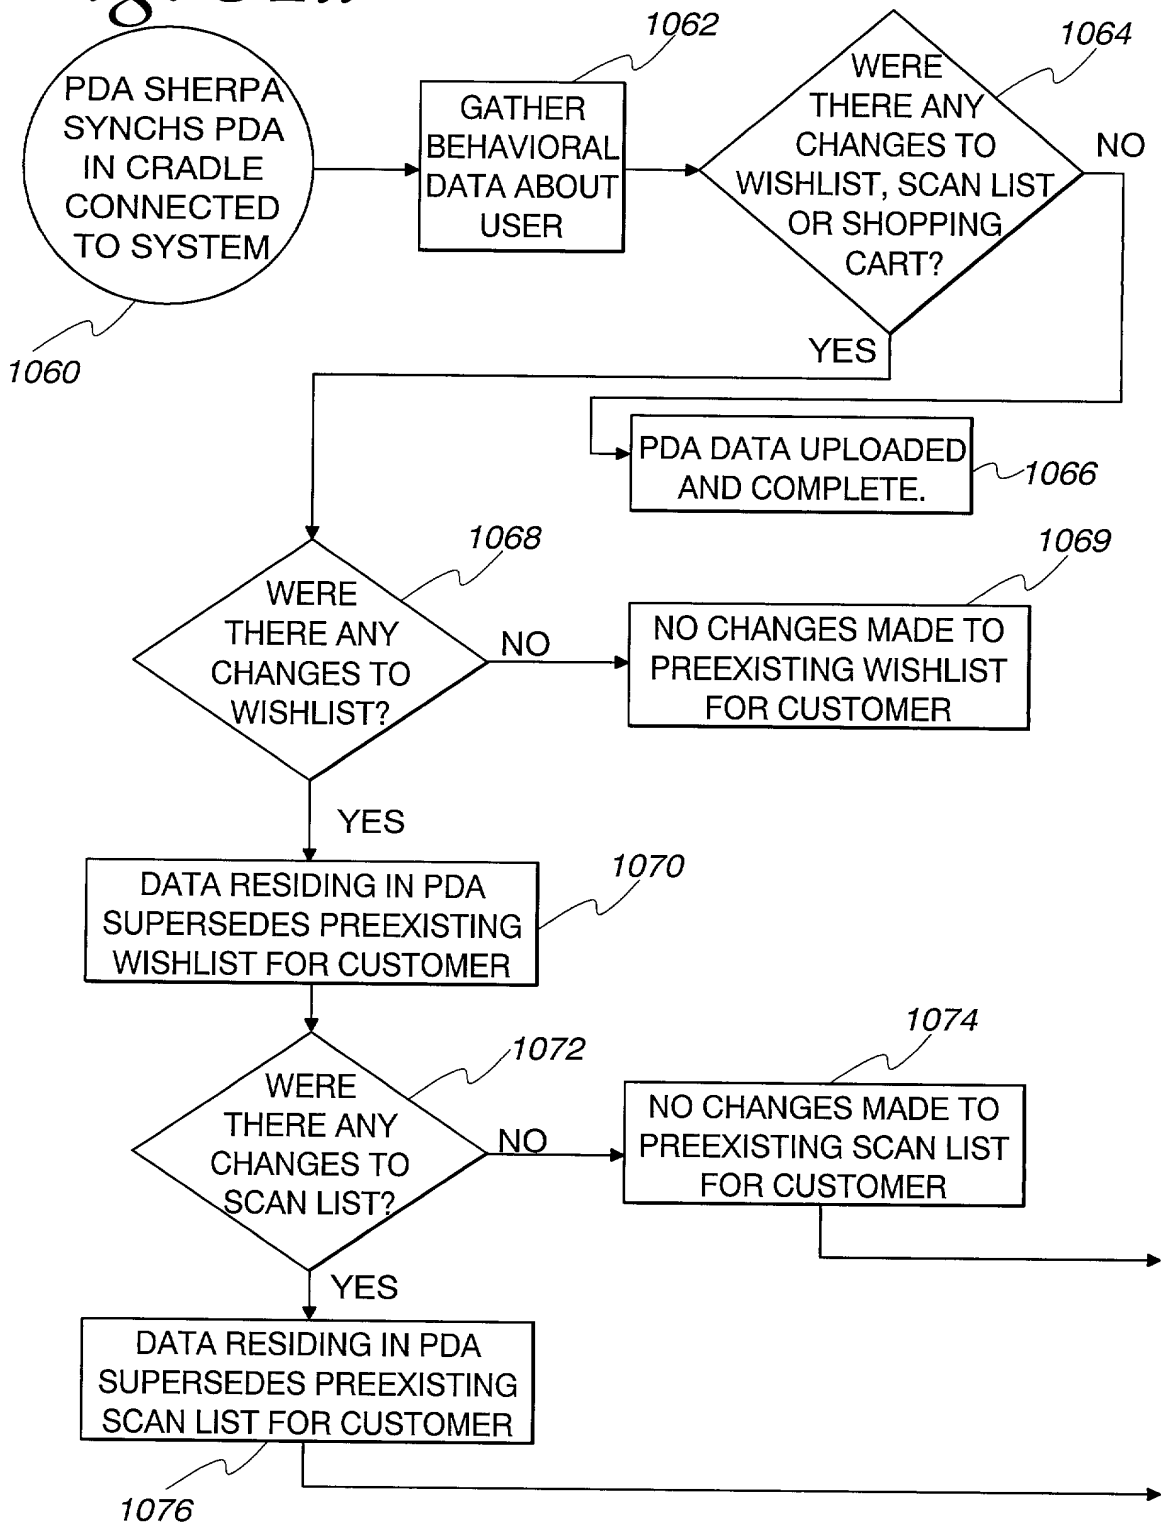 1062
1064
PDA SHERPA
SYNCHS PDA
IN CRADLE
CONNECTED
TO SYSTEM
GATHER
BEHAVIORAL
DATA ABOUT
USER
WERE
THERE ANY
CHANGES TO
WISHLIST, SCAN LIST
OR SHOPPING
CART?
NO
YES
1060
PDA DATA UPLOADED
AND COMPLETE.
1066
1068
1069
WERE
THERE ANY
CHANGES TO
WISHLIST?
NO
NO CHANGES MADE TO
PREEXISTING WISHLIST
FOR CUSTOMER
YES
1070
DATA RESIDING IN PDA
SUPERSEDES PREEXISTING
WISHLIST FOR CUSTOMER
1072
1074
WERE
THERE ANY
CHANGES TO
SCAN LIST?
NO
NO CHANGES MADE TO
PREEXISTING SCAN LIST
FOR CUSTOMER
YES
DATA RESIDING IN PDA
SUPERSEDES PREEXISTING
SCAN LIST FOR CUSTOMER
1076